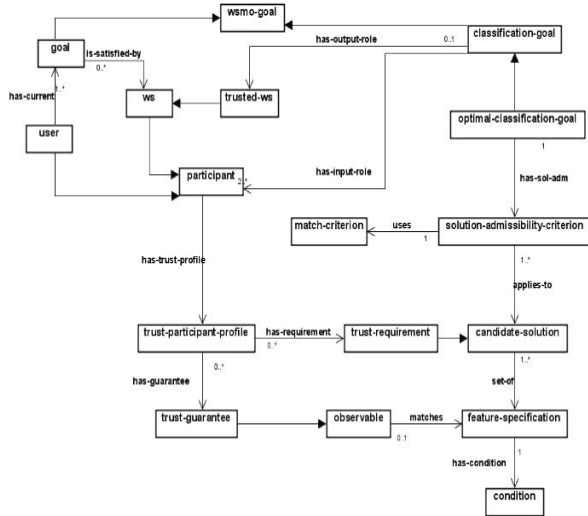 wsmo-goal
has-output-role
0..1
classification-goal
goal
is-satisfied-by
0..*
has-current
1..*
ws
trusted-ws
optimal-classification-goal
1
user
has-sol-adm
participant
2..*
has-input-role
match-criterion
uses
1
solution-admissibility-criterion
1..*
has-trust-profile
applies-to
trust-participant-profile
has-requirement
0..*
trust-requirement
candidate-solution
0..*
1..*
has-guarantee
set-of
trust-guarantee
observable
matches
0..1
feature-specification
1
has-condition
condition